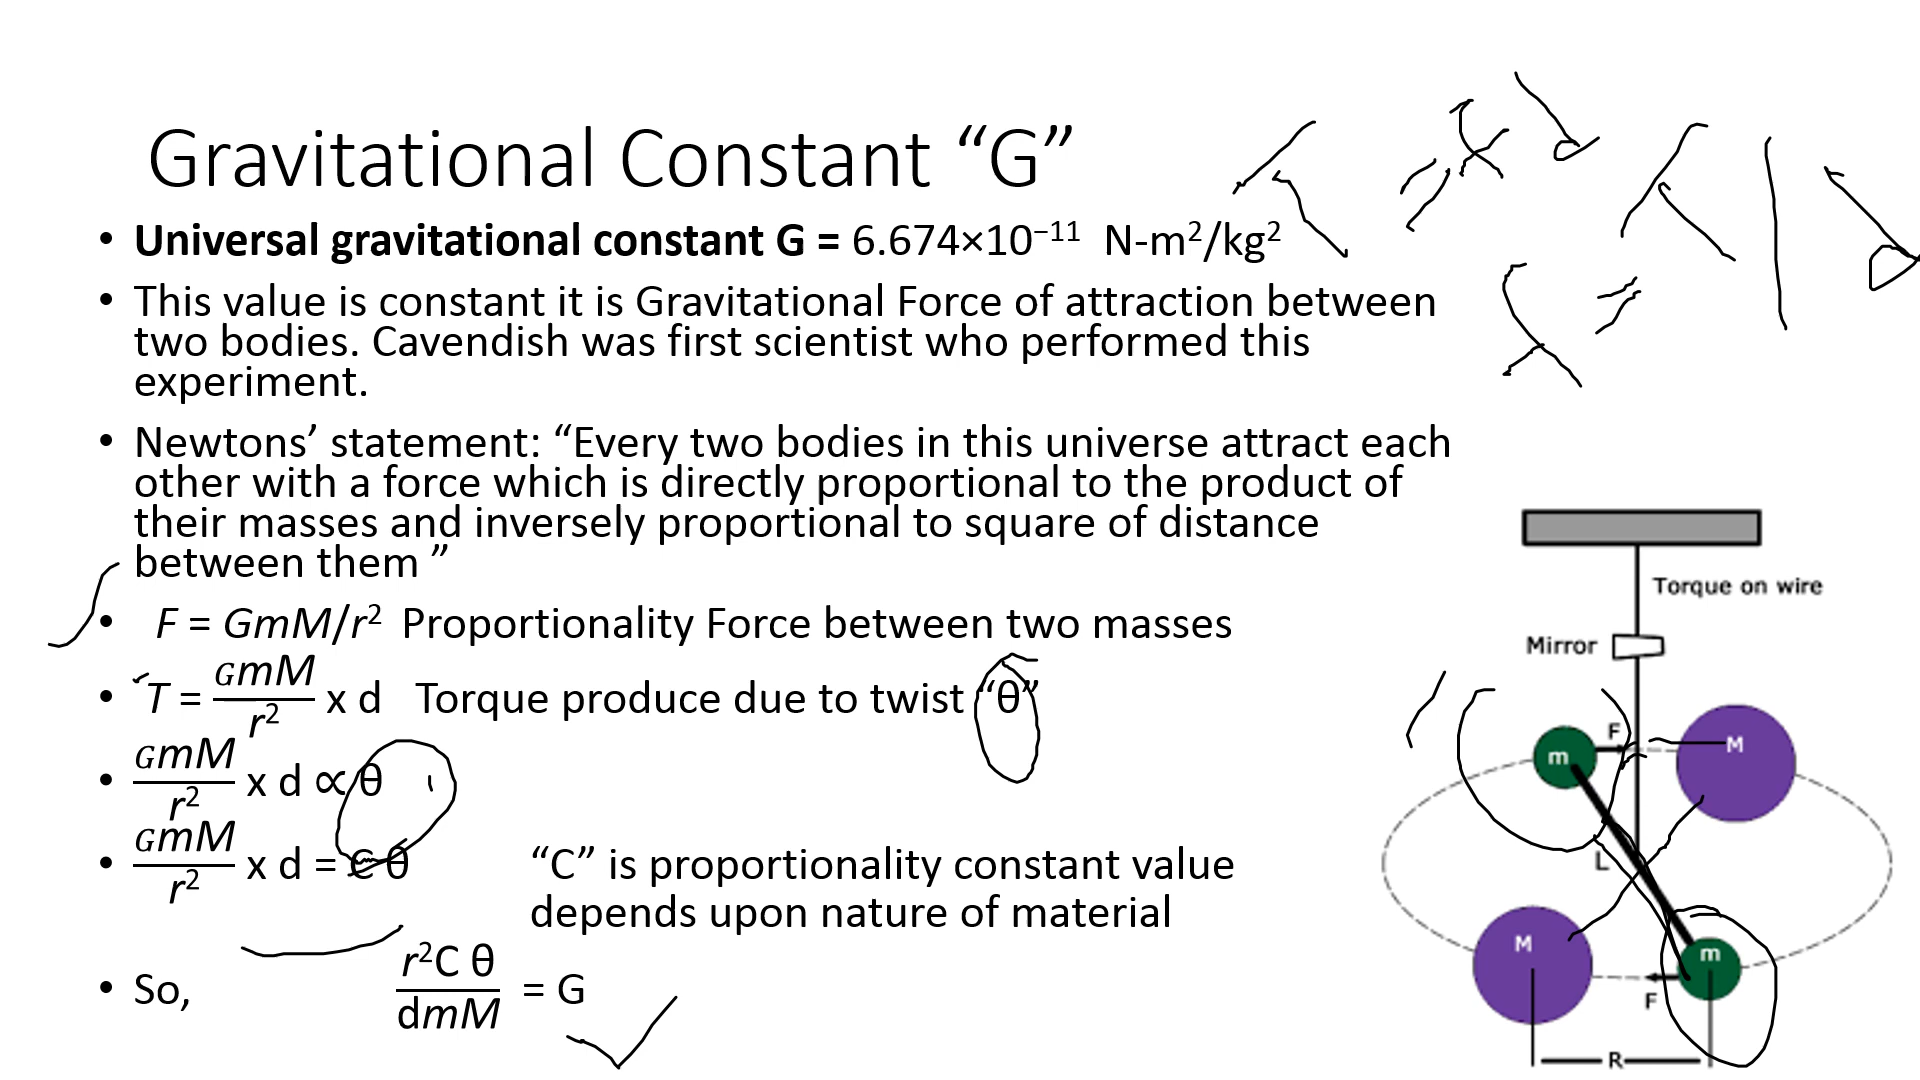 Gravitational Constant “G”
• Universal gravitational constant G = 6.674×10⁻¹¹ N-m²/kg²
• This value is constant it is Gravitational Force of attraction between
two bodies. Cavendish was first scientist who performed this
experiment.
• Newtons’ statement: “Every two bodies in this universe attract each
other with a force which is directly proportional to the product of
their masses and inversely proportional to square of distance
between them ”
• F = GmM/r² Proportionality Force between two masses
• T = GmM/r² x d Torque produce due to twist “θ”
• GmM/r² x d ∝ θ
• GmM/r² x d = C θ “C” is proportionality constant value
depends upon nature of material
• So, r²C θ/dmM = G
Torque on wire
Mirror
m
F
M
L
M
m
F
R